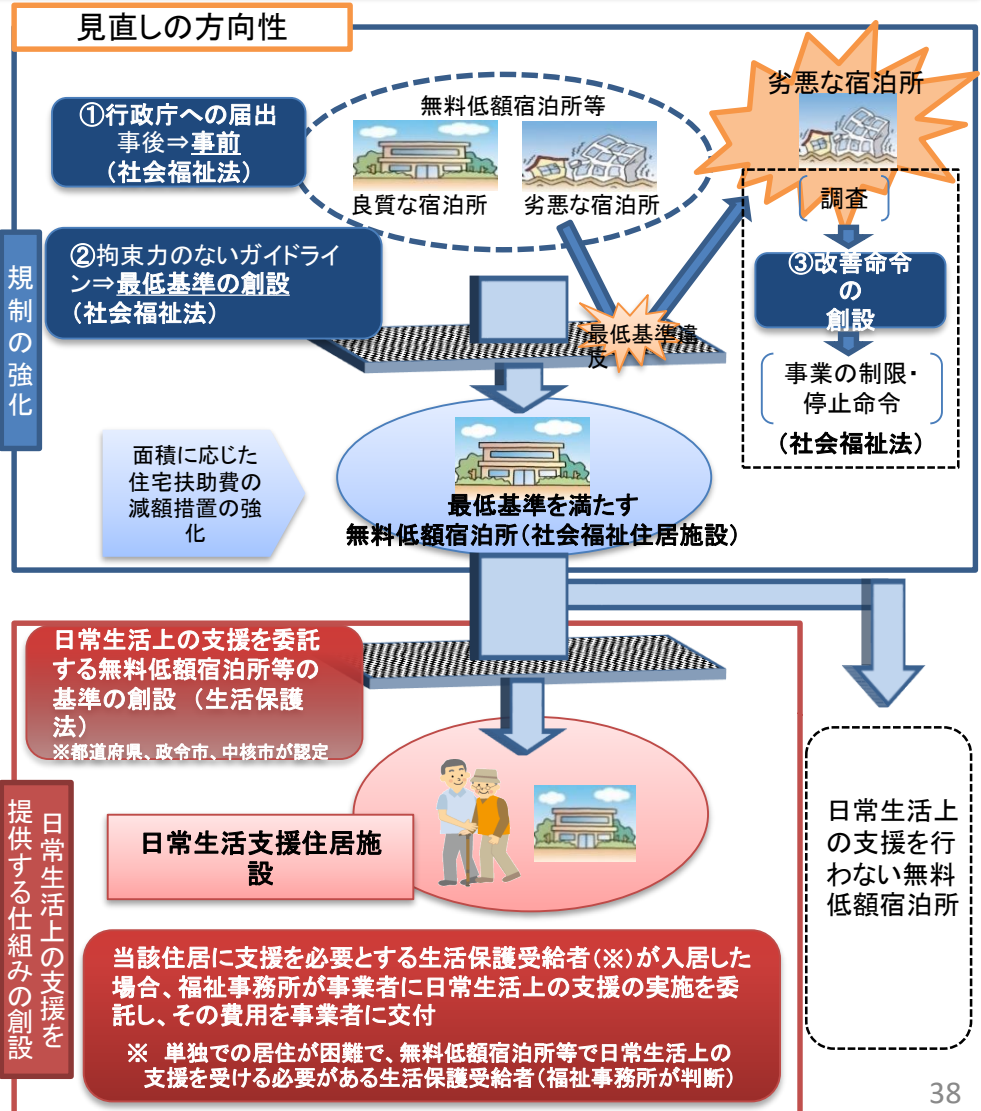 見直しの方向性
①行政庁への届出
事後⇒事前
（社会福祉法）
無料低額宿泊所等
良質な宿泊所
劣悪な宿泊所
劣悪な宿泊所
調査
③改善命令
の
創設
事業の制限・
停止命令
（社会福祉法）
規制の強化
②拘束力のないガイドライ
ン⇒最低基準の創設
（社会福祉法）
最低基準違
反
面積に応じた
住宅扶助費の
減額措置の強
化
最低基準を満たす
無料低額宿泊所（社会福祉住居施設）
日常生活上の支援を
提供する仕組みの創設
日常生活上の支援を委託
する無料低額宿泊所等の
基準の創設 （生活保護
法）
※都道府県、政令市、中核市が認定
日常生活支援住居施
設
日常生活上
の支援を行
わない無料
低額宿泊所
当該住居に支援を必要とする生活保護受給者（※）が入居した
場合、福祉事務所が事業者に日常生活上の支援の実施を委
託し、その費用を事業者に交付
※ 単独での居住が困難で、無料低額宿泊所等で日常生活上の
支援を受ける必要がある生活保護受給者（福祉事務所が判断）
38